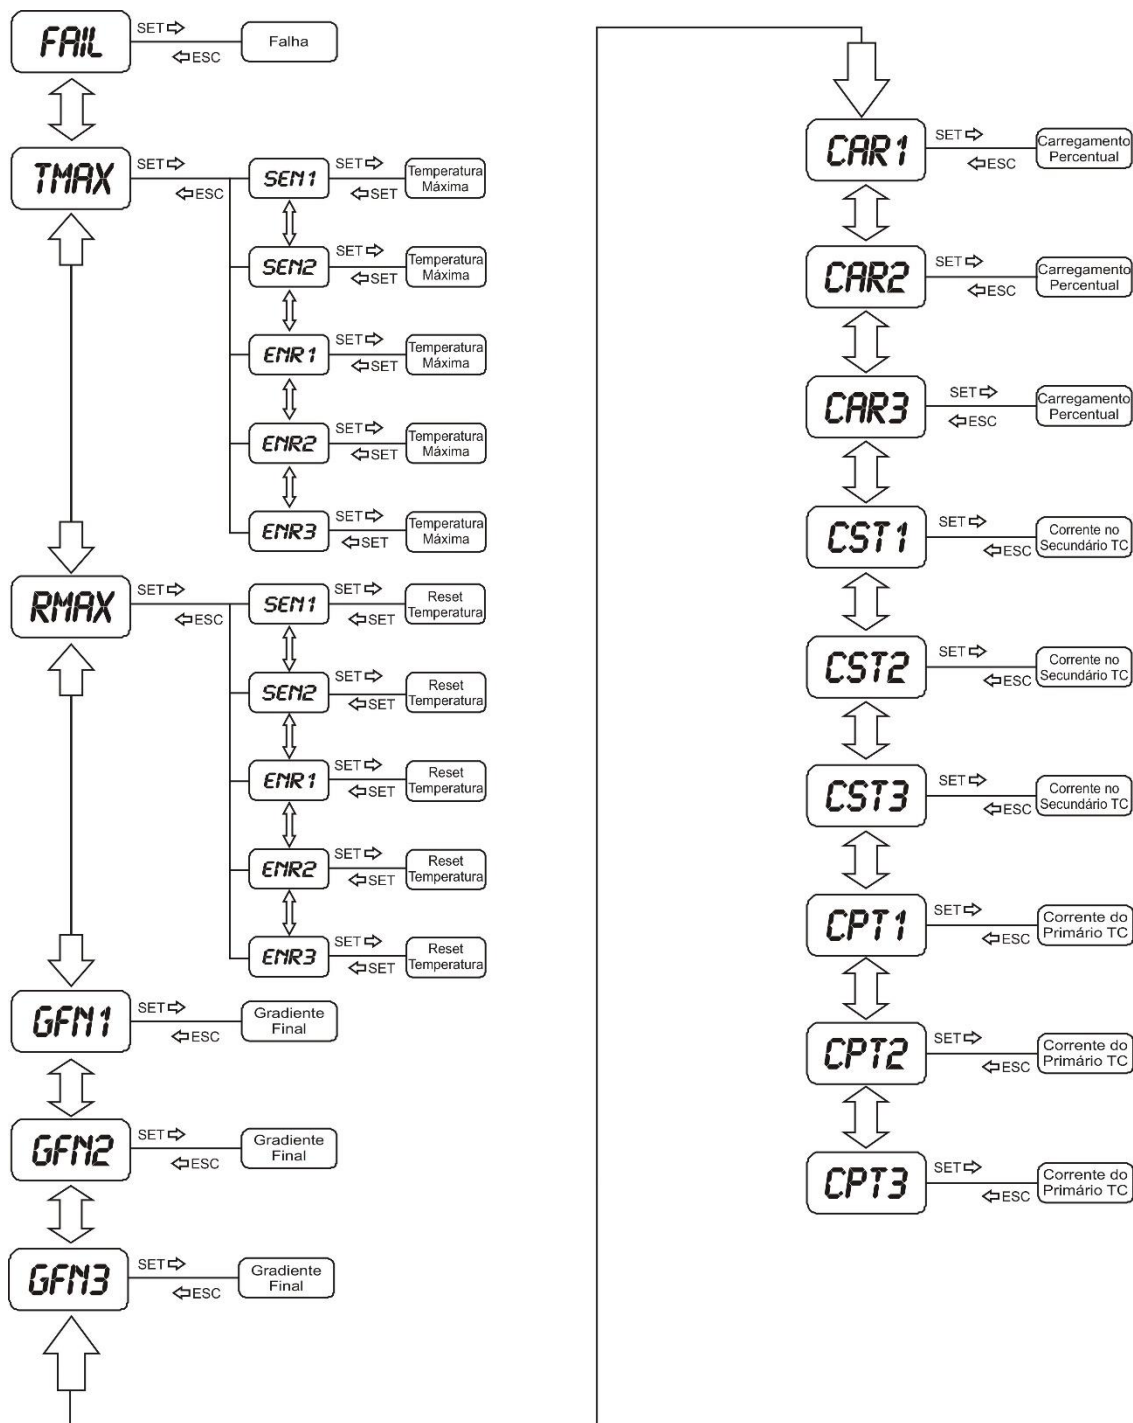 FAIL
SET
ESC
Falha
TMAX
SET
ESC
SEN1
SET
SET
Temperatura
Máxima
SEN2
SET
SET
Temperatura
Máxima
ENR1
SET
SET
Temperatura
Máxima
ENR2
SET
SET
Temperatura
Máxima
ENR3
SET
SET
Temperatura
Máxima
RMAX
SET
ESC
SEN1
SET
SET
Reset
Temperatura
SEN2
SET
SET
Reset
Temperatura
ENR1
SET
SET
Reset
Temperatura
ENR2
SET
SET
Reset
Temperatura
ENR3
SET
SET
Reset
Temperatura
GFN1
SET
ESC
Gradiente
Final
GFN2
SET
ESC
Gradiente
Final
GFN3
SET
ESC
Gradiente
Final
CAR1
SET
ESC
Carregamento
Percentual
CAR2
SET
ESC
Carregamento
Percentual
CAR3
SET
ESC
Carregamento
Percentual
CST1
SET
ESC
Corrente no
Secundário TC
CST2
SET
ESC
Corrente no
Secundário TC
CST3
SET
ESC
Corrente no
Secundário TC
CPT1
SET
ESC
Corrente do
Primário TC
CPT2
SET
ESC
Corrente do
Primário TC
CPT3
SET
ESC
Corrente do
Primário TC